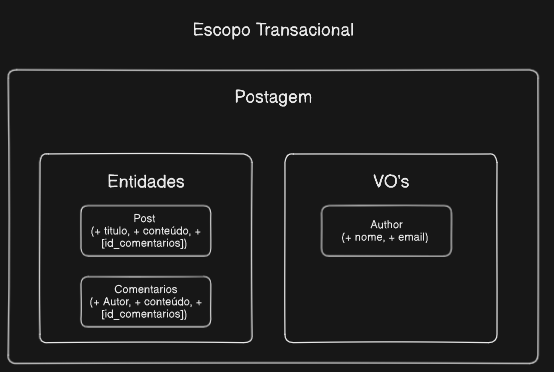 Escopo Transacional
Postagem
Entidades
Post
(+ titulo, + conteúdo, +
[id_comentarios])
Comentarios
(+ Autor, + conteúdo, +
[id_comentarios])
VO's
Author
(+ nome, + email)